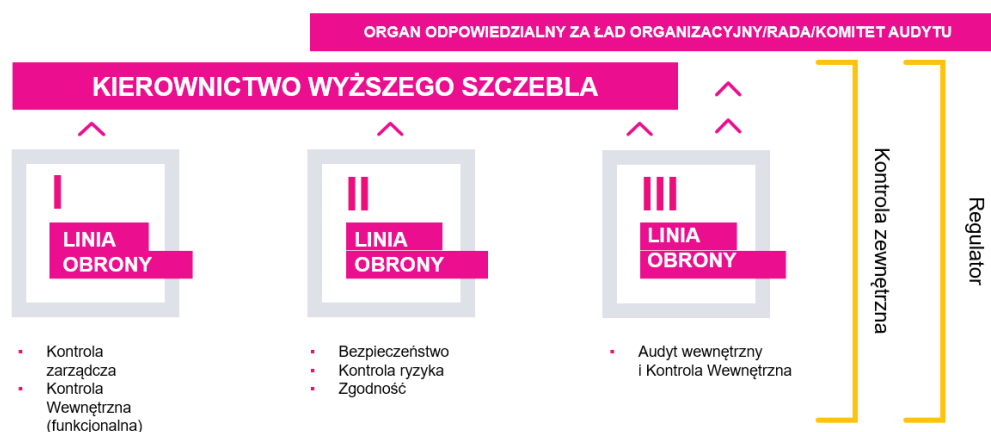 ORGAN ODPOWIEDZIALNY ZA ŁAD ORGANIZACYJNY/RADA/KOMITET AUDYTU
KIEROWNICTWO WYŻSZEGO SZCZEBLA
I
LINIA
OBRONY
Kontrola
zarządcza
Kontrola
Wewnętrzna
(funkcjonalna)
II
LINIA
OBRONY
Bezpieczeństwo
Kontrola ryzyka
Zgodność
III
LINIA
OBRONY
Audyt wewnętrzny
i Kontrola Wewnętrzna
Kontrola zewnętrzna
Regulator